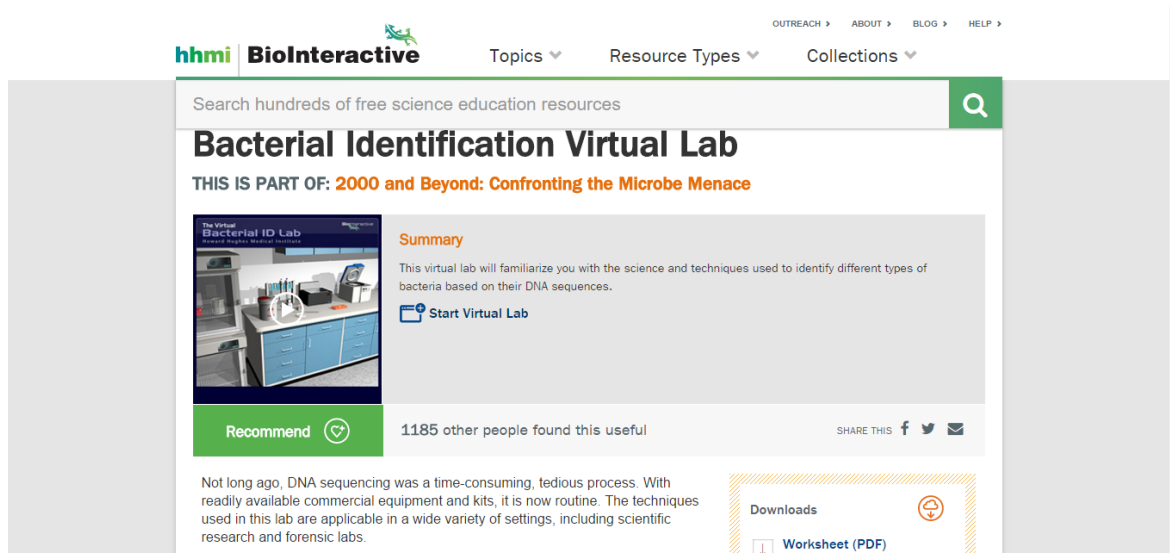 OUTREACH > ABOUT > BLOG > HELP >
hhmi BioInteractive
Topics Resource Types Collections
Search hundreds of free science education resources
Bacterial Identification Virtual Lab
THIS IS PART OF: 2000 and Beyond: Confronting the Microbe Menace
The Virtual
Bacterial ID Lab
Howard Hughes Medical Institute
BioInteractive
Summary
This virtual lab will familiarize you with the science and techniques used to identify different types of
bacteria based on their DNA sequences.
Start Virtual Lab
Recommend
1185 other people found this useful
SHARE THIS
Not long ago, DNA sequencing was a time-consuming, tedious process. With
readily available commercial equipment and kits, it is now routine. The techniques
used in this lab are applicable in a wide variety of settings, including scientific
research and forensic labs.
Downloads
Worksheet (PDF)